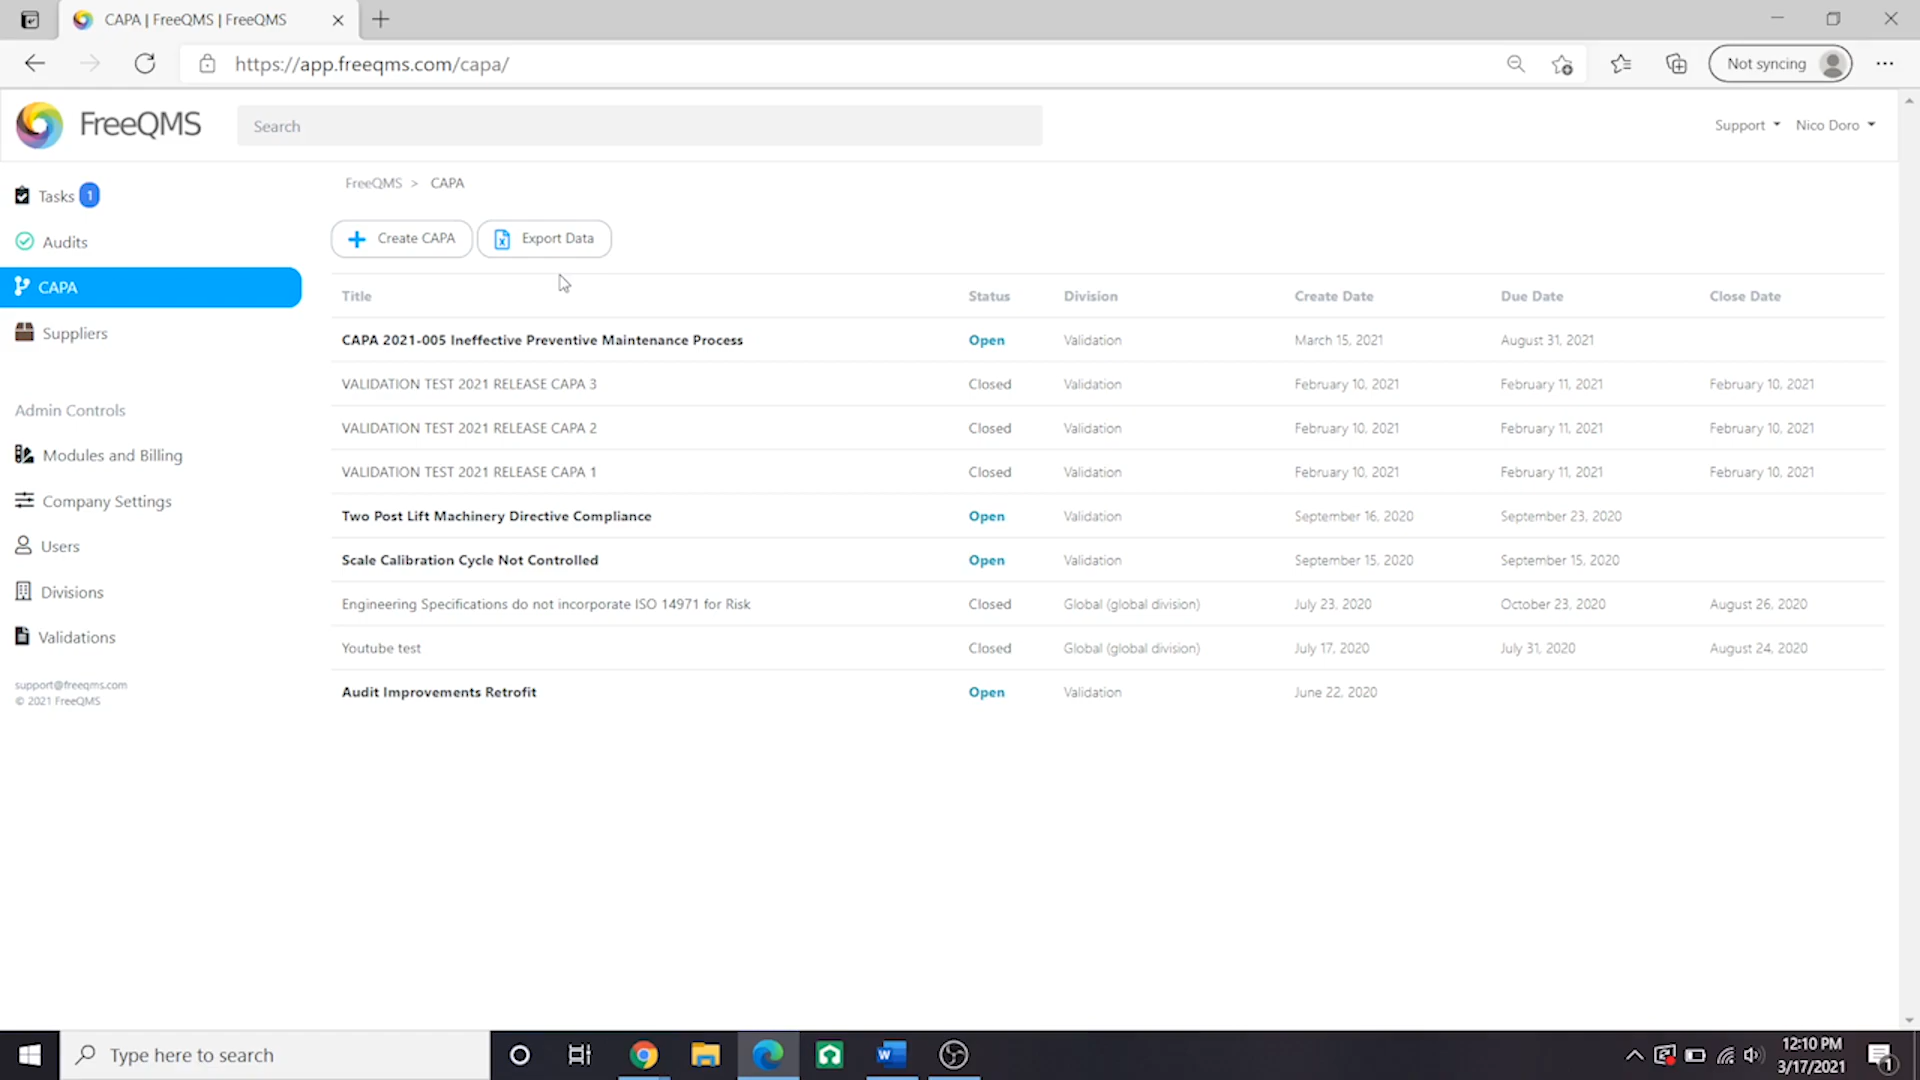 CAPA | FreeQMS | FreeQMS
https://app.freeqms.com/capa/
Not syncing
FreeQMS
Search
Support
Nico Doro
Tasks 1
Audits
CAPA
Suppliers
Admin Controls
Modules and Billing
Company Settings
Users
Divisions
Validations
support@freeqms.com
© 2021 FreeQMS
FreeQMS > CAPA
Create CAPA
Export Data
Title Status Division Create Date Due Date Close Date
CAPA 2021-005 Ineffective Preventive Maintenance Process Open Validation March 15, 2021 August 31, 2021
VALIDATION TEST 2021 RELEASE CAPA 3 Closed Validation February 10, 2021 February 11, 2021 February 10, 2021
VALIDATION TEST 2021 RELEASE CAPA 2 Closed Validation February 10, 2021 February 11, 2021 February 10, 2021
VALIDATION TEST 2021 RELEASE CAPA 1 Closed Validation February 10, 2021 February 11, 2021 February 10, 2021
Two Post Lift Machinery Directive Compliance Open Validation September 16, 2020 September 23, 2020
Scale Calibration Cycle Not Controlled Open Validation September 15, 2020 September 15, 2020
Engineering Specifications do not incorporate ISO 14971 for Risk Closed Global (global division) July 23, 2020 October 23, 2020 August 26, 2020
Youtube test Closed Global (global division) July 17, 2020 July 31, 2020 August 24, 2020
Audit Improvements Retrofit Open Validation June 22, 2020
Type here to search
12:10 PM
3/17/2021
1